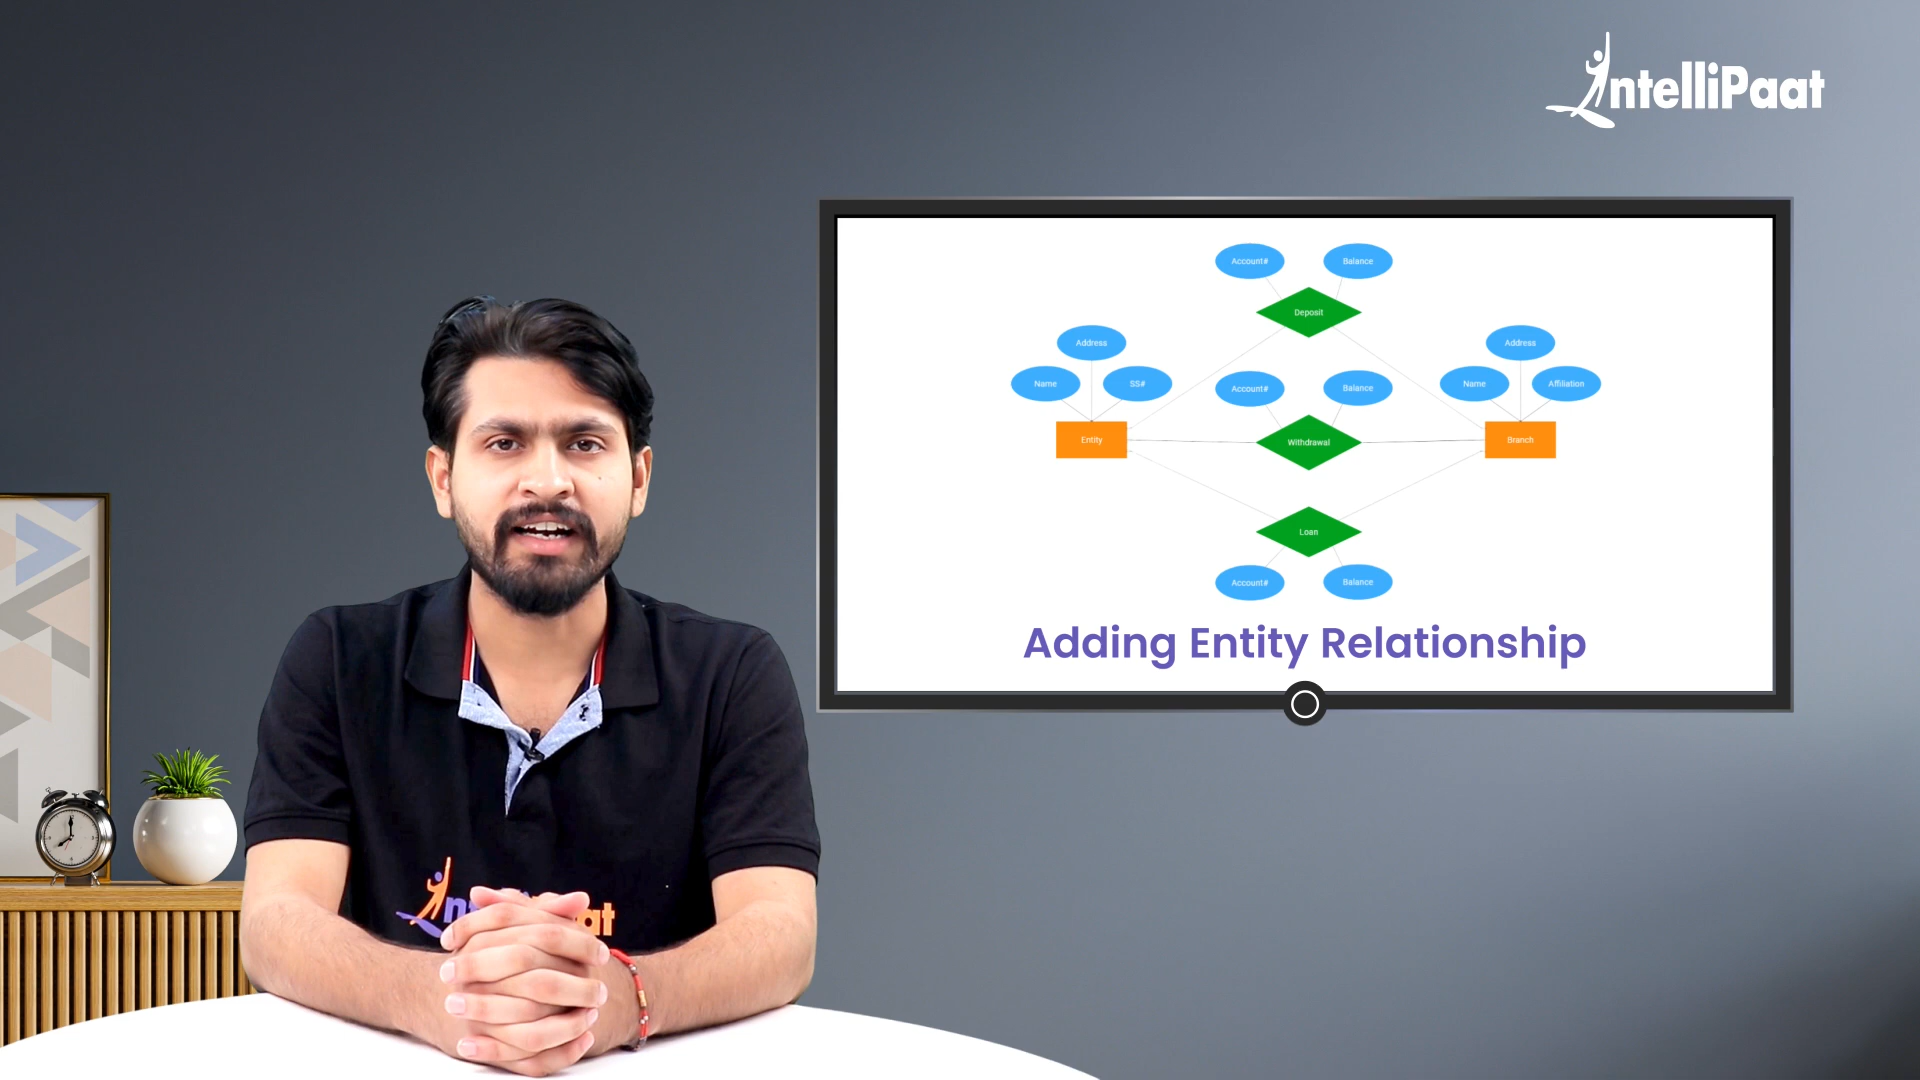 IntelliPaat
Account# Balance
Deposit
Address Address
Name SS# Account# Balance Name Affiliation
Entity Withdrawal Branch
Loan
Account# Balance
Adding Entity Relationship